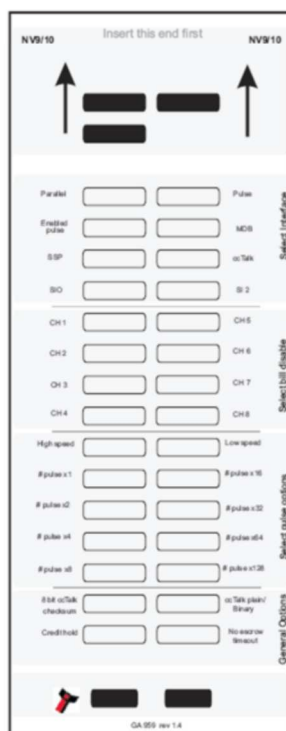 Insert this end first
NV9/10 NV9/10
Parallel Pulse
Enabled
pulse MDB
SSP ccTalk
SIO SI 2
Select Interface
CH 1 CH 5
CH 2 CH 6
CH 3 CH 7
CH 4 CH 8
Select bill disable
High speed Low speed
# pulse x1 # pulse x16
# pulse x2 # pulse x32
# pulse x4 # pulse x64
# pulse x8 # pulse x128
Select pulse options
8 bit ccTalk ccTalk plain/
checksum Binary
Credit hold No escrow
timeout
General Options
GA 956 rev 1.4